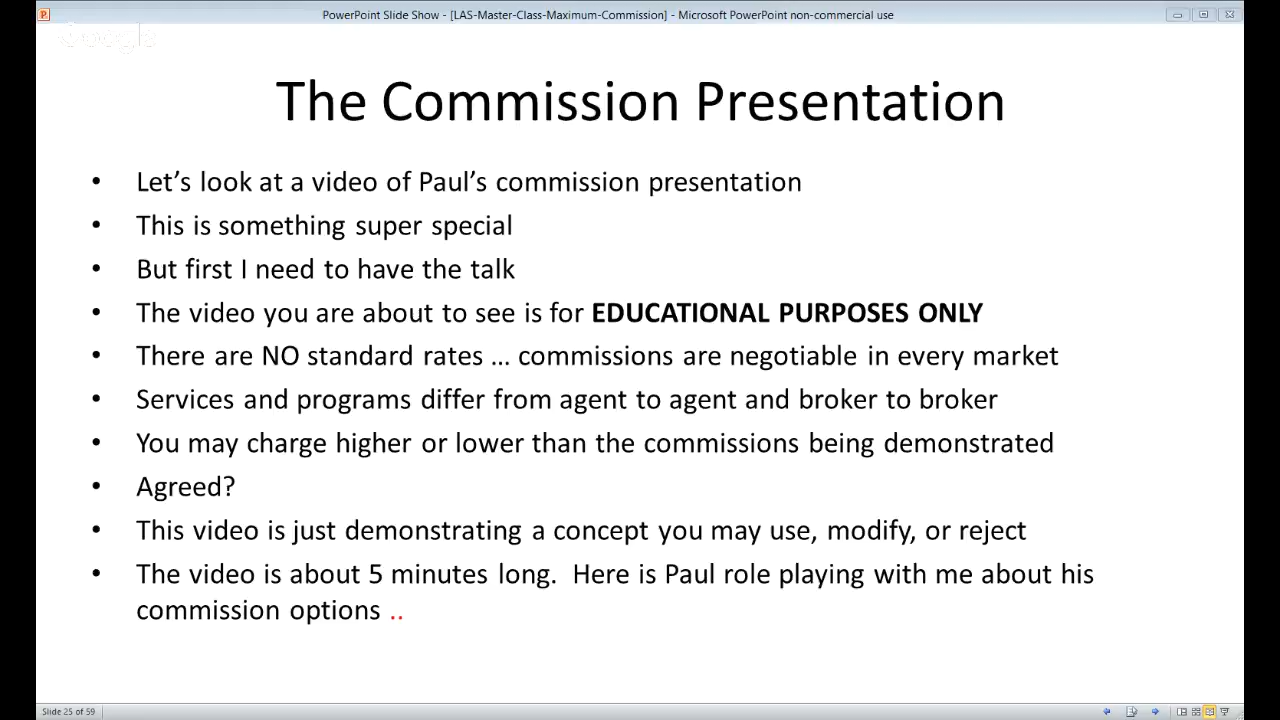 PowerPoint Slide Show - [LAS-Master-Class-Maximum-Commission] - Microsoft PowerPoint non-commercial use
Google
The Commission Presentation
• Let’s look at a video of Paul’s commission presentation
• This is something super special
• But first I need to have the talk
• The video you are about to see is for EDUCATIONAL PURPOSES ONLY
• There are NO standard rates … commissions are negotiable in every market
• Services and programs differ from agent to agent and broker to broker
• You may charge higher or lower than the commissions being demonstrated
• Agreed?
• This video is just demonstrating a concept you may use, modify, or reject
• The video is about 5 minutes long.  Here is Paul role playing with me about his
commission options ..
Slide 25 of 59